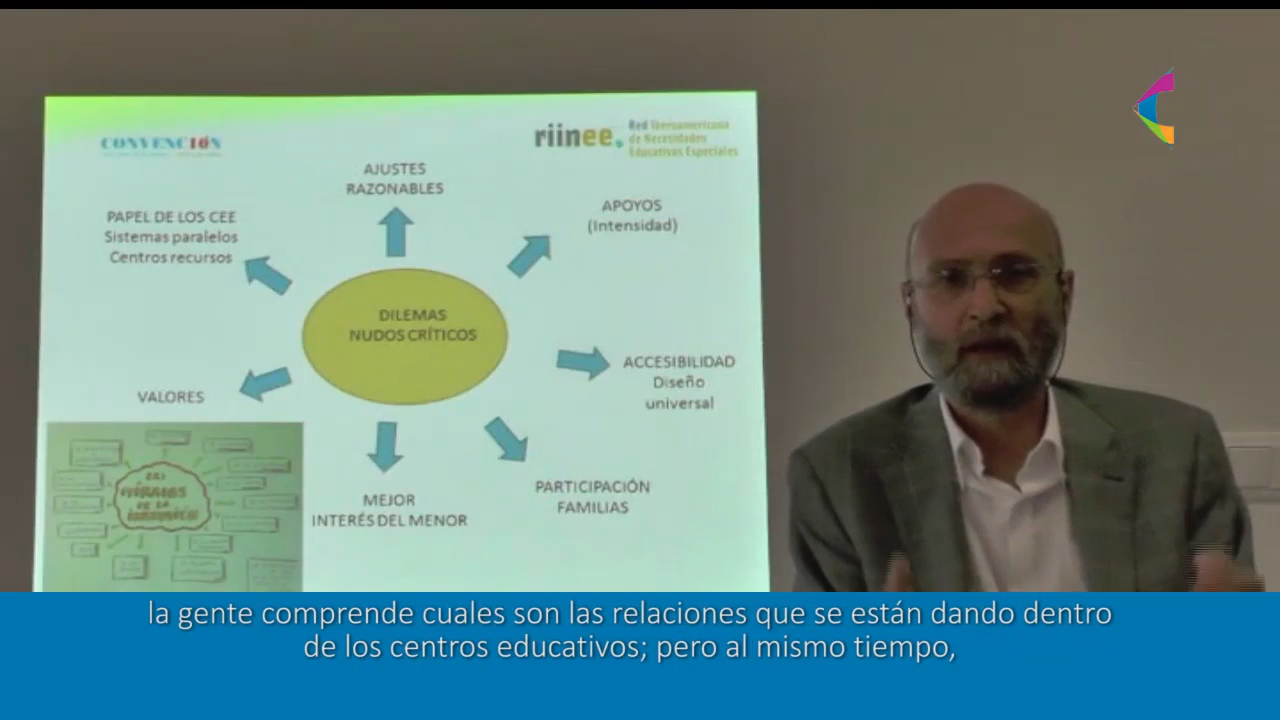 CONVENCIÓN
riinee.
Red Iberoamericana
de Necesidades
Educativas Especiales
AJUSTES
RAZONABLES
PAPEL DE LOS CEE
Sistemas paralelos
Centros recursos
APOYOS
(Intensidad)
DILEMAS
NUDOS CRÍTICOS
ACCESIBILIDAD
Diseño
universal
VALORES
MEJOR
INTERÉS DEL MENOR
PARTICIPACIÓN
FAMILIAS
la gente comprende cuales son las relaciones que se están dando dentro
de los centros educativos; pero al mismo tiempo,